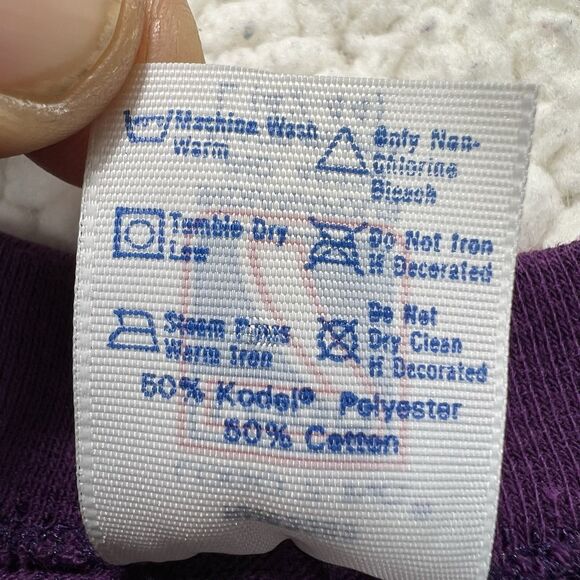 Machine Wash
Warm
Only Non-
Chlorine
Bleach
Tumble Dry
Low
Do Not Iron
If Decorated
Steam Press
Warm Iron
Do Not
Dry Clean
If Decorated
50% Kodel® Polyester
50% Cotton